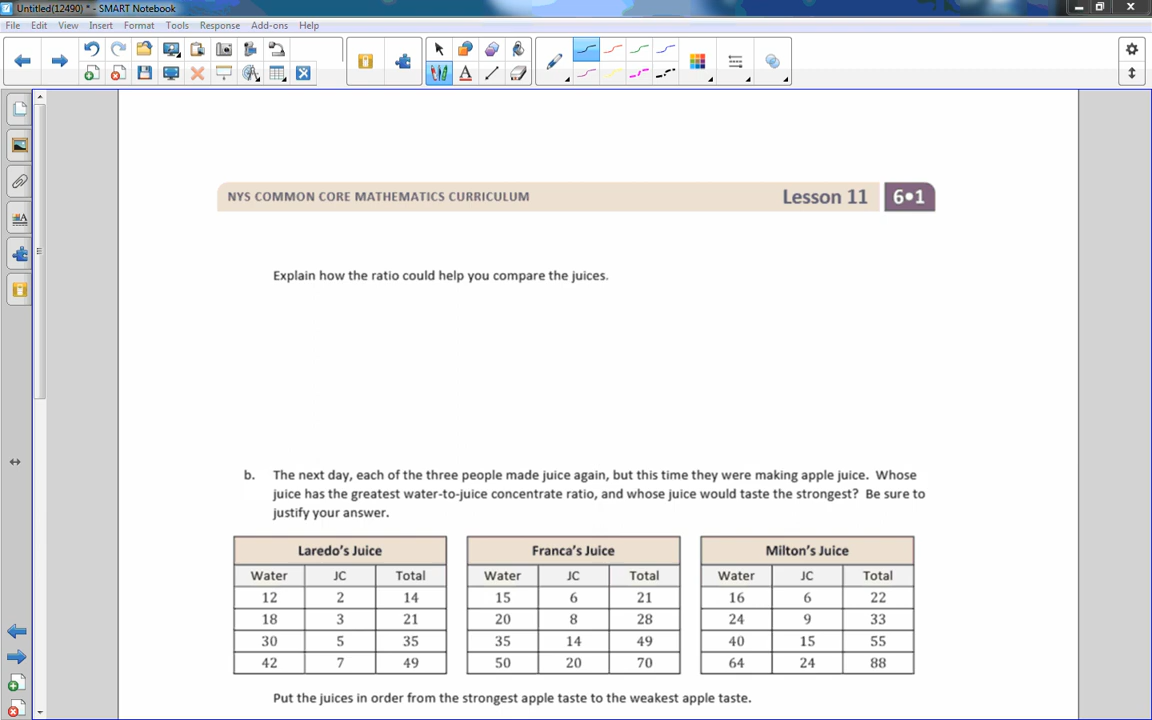 Untitled(12490) * - SMART Notebook
File Edit View Insert Format Tools Response Add-ons Help
NYS COMMON CORE MATHEMATICS CURRICULUM Lesson 11 6•1
Explain how the ratio could help you compare the juices.
b. The next day, each of the three people made juice again, but this time they were making apple juice. Whose
juice has the greatest water-to-juice concentrate ratio, and whose juice would taste the strongest? Be sure to
justify your answer.
Laredo's Juice Franca's Juice Milton's Juice
Water JC Total Water JC Total Water JC Total
12 2 14 15 6 21 16 6 22
18 3 21 20 8 28 24 9 33
30 5 35 35 14 49 40 15 55
42 7 49 50 20 70 64 24 88
Put the juices in order from the strongest apple taste to the weakest apple taste.